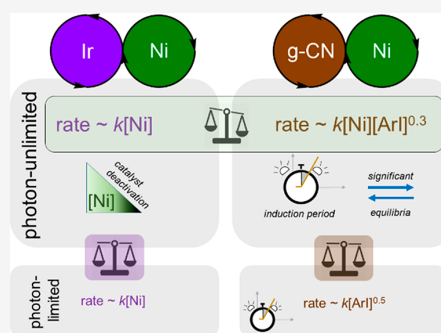 Ir
Ni
g-CN
Ni
photon-unlimited
rate ~ k[Ni]
rate ~ k[Ni][ArI]⁰·³
catalyst
deactivation
[Ni]
induction period
significant
equilibria
photon-
limited
rate ~ k[Ni]
rate ~ k[ArI]⁰·⁵